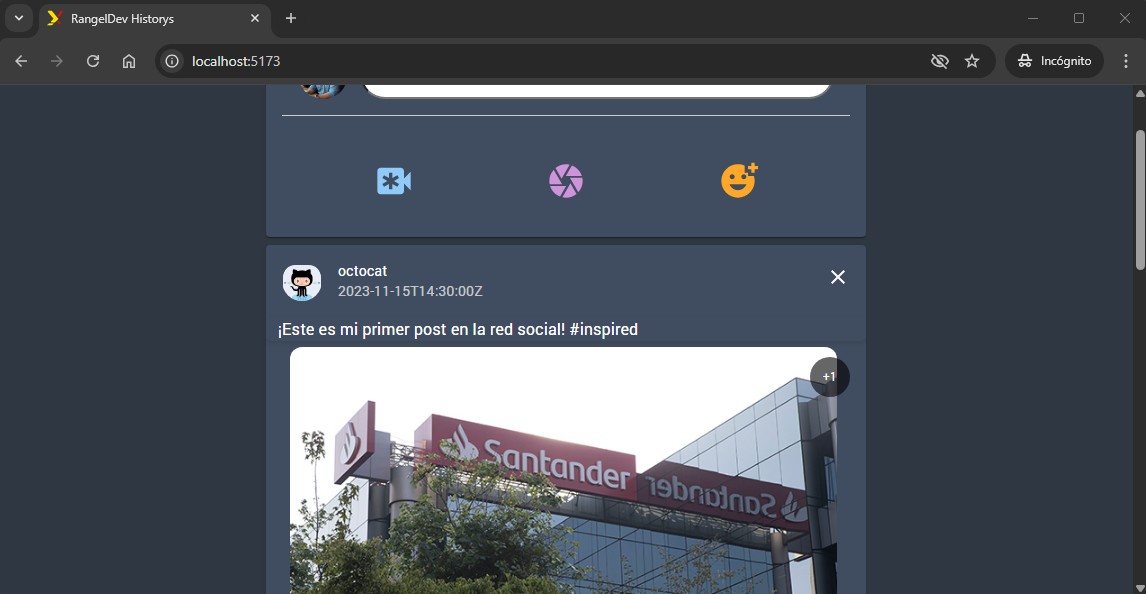 RangelDev Historys
localhost:5173
Incógnito
octocat
2023-11-15T14:30:00Z
¡Este es mi primer post en la red social! #inspired
+1
Santander
Santander